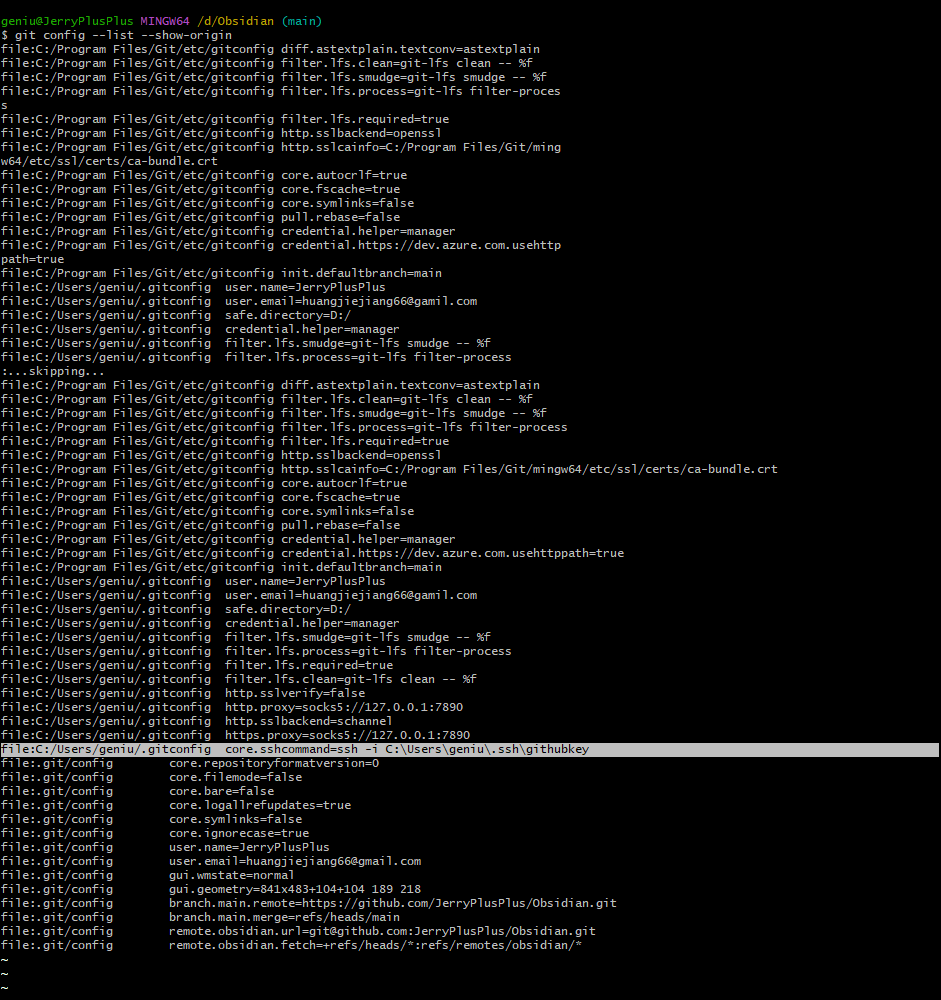 geniu@JerryPlusPlus MINGW64 /d/Obsidian (main)
$ git config --list --show-origin
file:C:/Program Files/Git/etc/gitconfig diff.astextplain.textconv=astextplain
file:C:/Program Files/Git/etc/gitconfig filter.lfs.clean=git-lfs clean -- %f
file:C:/Program Files/Git/etc/gitconfig filter.lfs.smudge=git-lfs smudge -- %f
file:C:/Program Files/Git/etc/gitconfig filter.lfs.process=git-lfs filter-proces
s
file:C:/Program Files/Git/etc/gitconfig filter.lfs.required=true
file:C:/Program Files/Git/etc/gitconfig http.sslbackend=openssl
file:C:/Program Files/Git/etc/gitconfig http.sslcainfo=C:/Program Files/Git/ming
w64/etc/ssl/certs/ca-bundle.crt
file:C:/Program Files/Git/etc/gitconfig core.autocrlf=true
file:C:/Program Files/Git/etc/gitconfig core.fscache=true
file:C:/Program Files/Git/etc/gitconfig core.symlinks=false
file:C:/Program Files/Git/etc/gitconfig pull.rebase=false
file:C:/Program Files/Git/etc/gitconfig credential.helper=manager
file:C:/Program Files/Git/etc/gitconfig credential.https://dev.azure.com.usehttp
path=true
file:C:/Program Files/Git/etc/gitconfig init.defaultbranch=main
file:C:/Users/geniu/.gitconfig  user.name=JerryPlusPlus
file:C:/Users/geniu/.gitconfig  user.email=huangjiejiang66@gamil.com
file:C:/Users/geniu/.gitconfig  safe.directory=D:/
file:C:/Users/geniu/.gitconfig  credential.helper=manager
file:C:/Users/geniu/.gitconfig  filter.lfs.smudge=git-lfs smudge -- %f
file:C:/Users/geniu/.gitconfig  filter.lfs.process=git-lfs filter-process
:...skipping...
file:C:/Program Files/Git/etc/gitconfig diff.astextplain.textconv=astextplain
file:C:/Program Files/Git/etc/gitconfig filter.lfs.clean=git-lfs clean -- %f
file:C:/Program Files/Git/etc/gitconfig filter.lfs.smudge=git-lfs smudge -- %f
file:C:/Program Files/Git/etc/gitconfig filter.lfs.process=git-lfs filter-process
file:C:/Program Files/Git/etc/gitconfig filter.lfs.required=true
file:C:/Program Files/Git/etc/gitconfig http.sslbackend=openssl
file:C:/Program Files/Git/etc/gitconfig http.sslcainfo=C:/Program Files/Git/mingw64/etc/ssl/certs/ca-bundle.crt
file:C:/Program Files/Git/etc/gitconfig core.autocrlf=true
file:C:/Program Files/Git/etc/gitconfig core.fscache=true
file:C:/Program Files/Git/etc/gitconfig core.symlinks=false
file:C:/Program Files/Git/etc/gitconfig pull.rebase=false
file:C:/Program Files/Git/etc/gitconfig credential.helper=manager
file:C:/Program Files/Git/etc/gitconfig credential.https://dev.azure.com.usehttppath=true
file:C:/Program Files/Git/etc/gitconfig init.defaultbranch=main
file:C:/Users/geniu/.gitconfig  user.name=JerryPlusPlus
file:C:/Users/geniu/.gitconfig  user.email=huangjiejiang66@gamil.com
file:C:/Users/geniu/.gitconfig  safe.directory=D:/
file:C:/Users/geniu/.gitconfig  credential.helper=manager
file:C:/Users/geniu/.gitconfig  filter.lfs.smudge=git-lfs smudge -- %f
file:C:/Users/geniu/.gitconfig  filter.lfs.process=git-lfs filter-process
file:C:/Users/geniu/.gitconfig  filter.lfs.required=true
file:C:/Users/geniu/.gitconfig  filter.lfs.clean=git-lfs clean -- %f
file:C:/Users/geniu/.gitconfig  http.sslverify=false
file:C:/Users/geniu/.gitconfig  http.proxy=socks5://127.0.0.1:7890
file:C:/Users/geniu/.gitconfig  http.sslbackend=schannel
file:C:/Users/geniu/.gitconfig  https.proxy=socks5://127.0.0.1:7890
file:C:/Users/geniu/.gitconfig  core.sshcommand=ssh -i C:\Users\geniu\.ssh\githubkey
file:.git/config        core.repositoryformatversion=0
file:.git/config        core.filemode=false
file:.git/config        core.bare=false
file:.git/config        core.logallrefupdates=true
file:.git/config        core.symlinks=false
file:.git/config        core.ignorecase=true
file:.git/config        user.name=JerryPlusPlus
file:.git/config        user.email=huangjiejiang66@gmail.com
file:.git/config        gui.wmstate=normal
file:.git/config        gui.geometry=841x483+104+104 189 218
file:.git/config        branch.main.remote=https://github.com/JerryPlusPlus/Obsidian.git
file:.git/config        branch.main.merge=refs/heads/main
file:.git/config        remote.obsidian.url=git@github.com:JerryPlusPlus/Obsidian.git
file:.git/config        remote.obsidian.fetch=+refs/heads/*:refs/remotes/obsidian/*
~
~
~